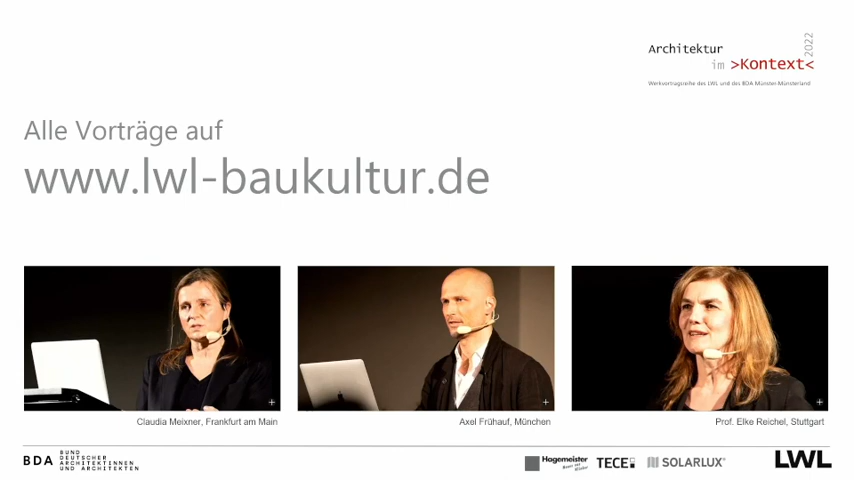 Architektur
im >Kontext<
2022
Werkvortragsreihe des LWL und des BDA Münster-Münsterland
Alle Vorträge auf
www.lwl-baukultur.de
Claudia Meixner, Frankfurt am Main
Axel Frühauf, München
Prof. Elke Reichel, Stuttgart
BDA
BUND
DEUTSCHER
ARCHITEKTINNEN
UND ARCHITEKTEN
Hagemeister
TECE
SOLARLUX
LWL